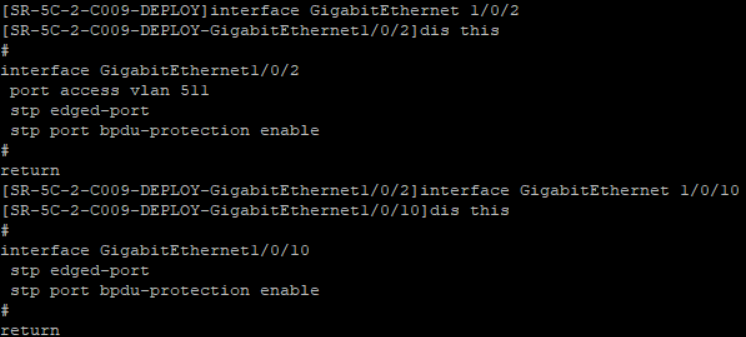 [SR-5C-2-C009-DEPLOY]interface GigabitEthernet 1/0/2
[SR-5C-2-C009-DEPLOY-GigabitEthernet1/0/2]dis this
#
interface GigabitEthernet1/0/2
 port access vlan 511
 stp edged-port
 stp port bpdu-protection enable
#
return
[SR-5C-2-C009-DEPLOY-GigabitEthernet1/0/2]interface GigabitEthernet 1/0/10
[SR-5C-2-C009-DEPLOY-GigabitEthernet1/0/10]dis this
#
interface GigabitEthernet1/0/10
 stp edged-port
 stp port bpdu-protection enable
#
return